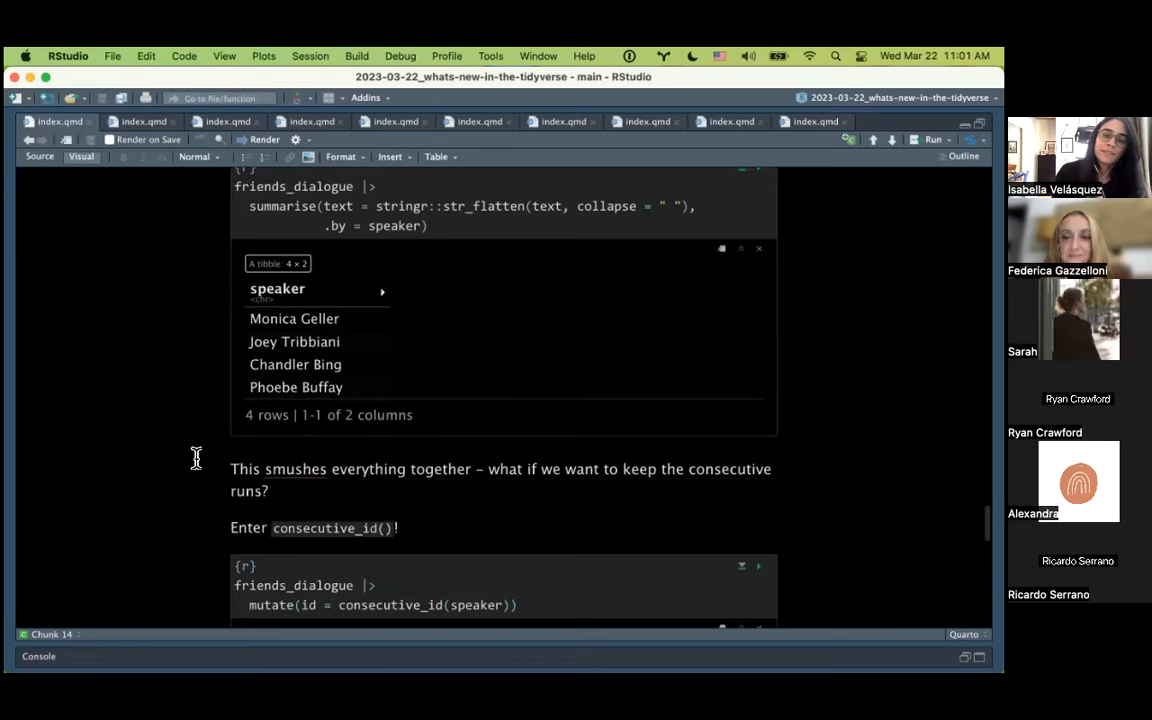 RStudio File Edit Code View Plots Session Build Debug Profile Tools Window Help Wed Mar 22 11:01 AM
2023-03-22_whats-new-in-the-tidyverse - main - RStudio
Go to file/function Addins 2023-03-22_whats-new-in-the-tidyverse
index.qmd index.qmd index.qmd index.qmd index.qmd index.qmd index.qmd index.qmd index.qmd index.qmd
Render on Save Render Run
Source Visual Normal Format Insert Table Outline
{r}
friends_dialogue |>
summarise(text = stringr::str_flatten(text, collapse = " "),
.by = speaker)
A tibble: 4 × 2
speaker
<chr>
Monica Geller
Joey Tribbiani
Chandler Bing
Phoebe Buffay
4 rows | 1-1 of 2 columns
This smushes everything together – what if we want to keep the consecutive
runs?
Enter consecutive_id()!
{r}
friends_dialogue |>
mutate(id = consecutive_id(speaker))
Chunk 14 Quarto
Console
Isabella Velásquez
Federica Gazzelloni
Sarah
Ryan Crawford
Ryan Crawford
Alexandra
Ricardo Serrano
Ricardo Serrano